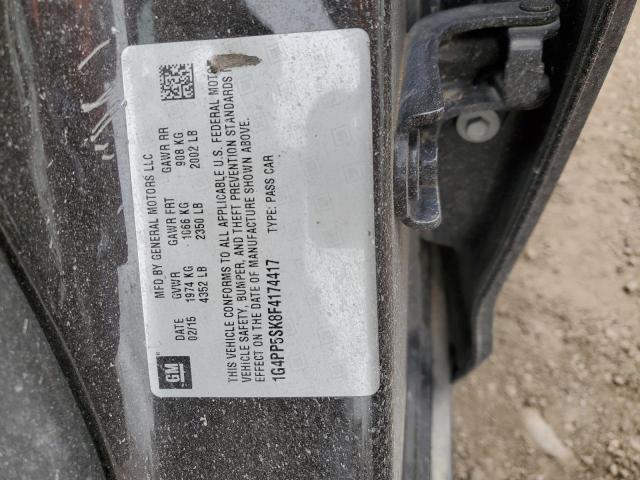 GM
MFD BY GENERAL MOTORS LLC
DATE GVWR GAWR FRT GAWR RR
02/15 1974 KG 1066 KG 908 KG
4352 LB 2350 LB 2002 LB
THIS VEHICLE CONFORMS TO ALL APPLICABLE U.S. FEDERAL MOTOR
VEHICLE SAFETY, BUMPER, AND THEFT PREVENTION STANDARDS IN
EFFECT ON THE DATE OF MANUFACTURE SHOWN ABOVE.
1G4PP5SK8F4174417 TYPE: PASS CAR